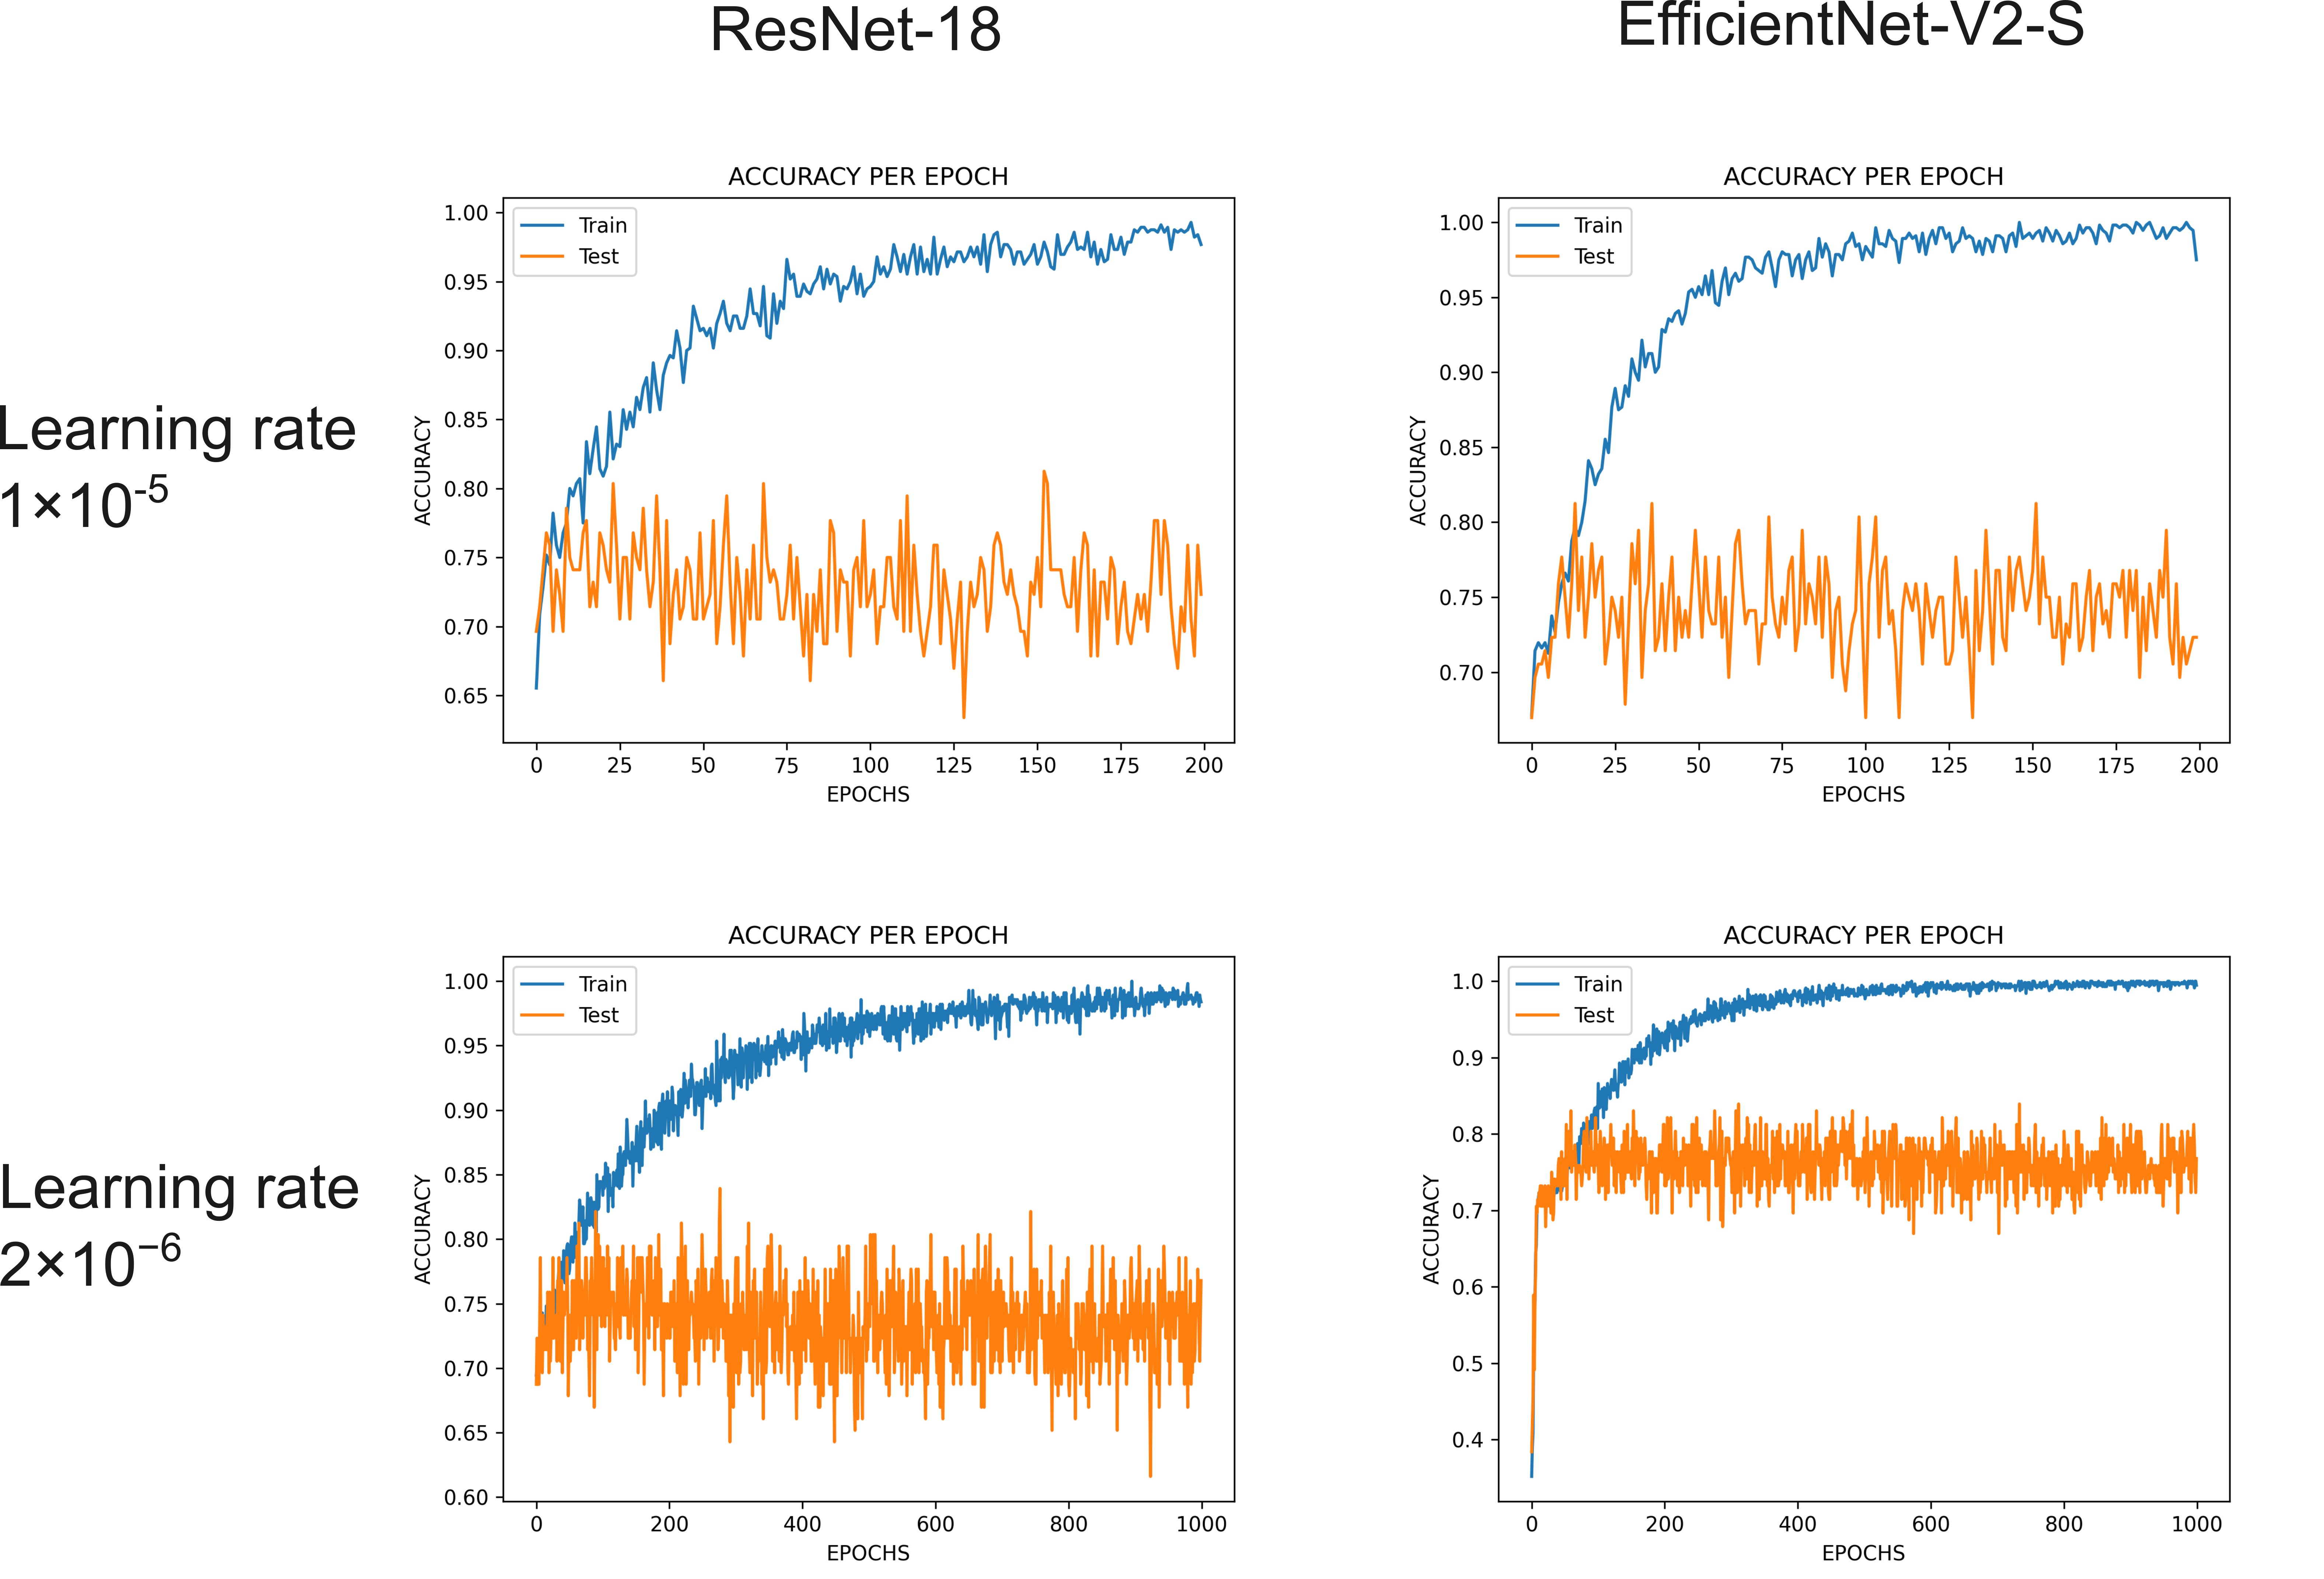 ResNet-18
EfficientNet-V2-S
Learning rate
1×10⁻⁵
ACCURACY PER EPOCH
Train
Test
1.00
0.95
0.90
0.85
0.80
0.75
0.70
0.65
ACCURACY
0 25 50 75 100 125 150 175 200
EPOCHS
ACCURACY PER EPOCH
Train
Test
1.00
0.95
0.90
0.85
0.80
0.75
0.70
ACCURACY
0 25 50 75 100 125 150 175 200
EPOCHS
Learning rate
2×10⁻⁶
ACCURACY PER EPOCH
Train
Test
1.00
0.95
0.90
0.85
0.80
0.75
0.70
0.65
0.60
ACCURACY
0 200 400 600 800 1000
EPOCHS
ACCURACY PER EPOCH
Train
Test
1.0
0.9
0.8
0.7
0.6
0.5
0.4
ACCURACY
0 200 400 600 800 1000
EPOCHS